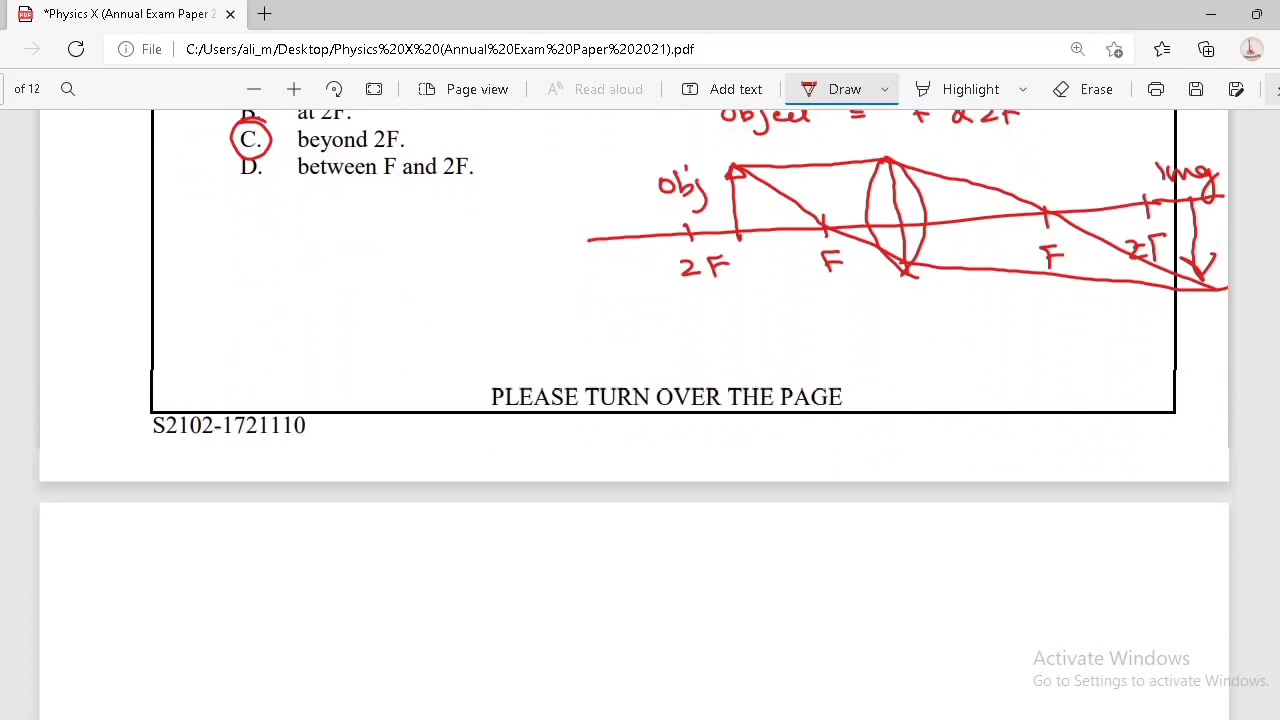 *Physics X (Annual Exam Paper 2
File C:/Users/ali_m/Desktop/Physics%20X%20(Annual%20Exam%20Paper%202021).pdf
of 12 Page view Read aloud Add text Draw Highlight Erase
B. at 2F.
C. beyond 2F.
D. between F and 2F.
object = F & 2F
obj
img
2F F F 2F
PLEASE TURN OVER THE PAGE
S2102-1721110
Activate Windows
Go to Settings to activate Windows.